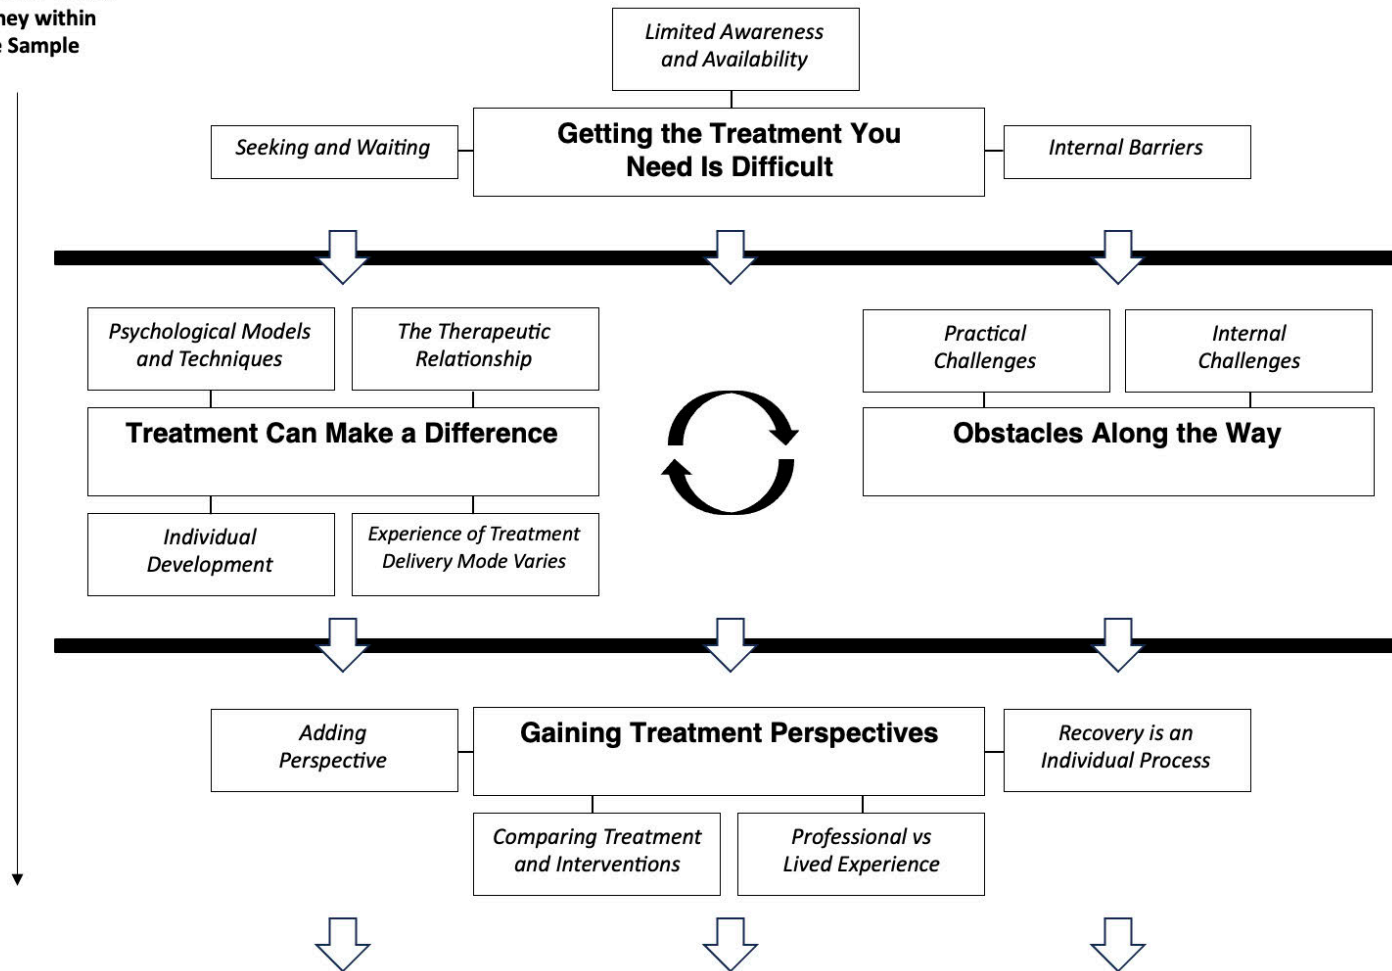 ney within
Sample
Limited Awareness
and Availability
Seeking and Waiting
Getting the Treatment You
Need Is Difficult
Internal Barriers
Psychological Models
and Techniques
The Therapeutic
Relationship
Practical
Challenges
Internal
Challenges
Treatment Can Make a Difference
Obstacles Along the Way
Individual
Development
Experience of Treatment
Delivery Mode Varies
Adding
Perspective
Gaining Treatment Perspectives
Recovery is an
Individual Process
Comparing Treatment
and Interventions
Professional vs
Lived Experience